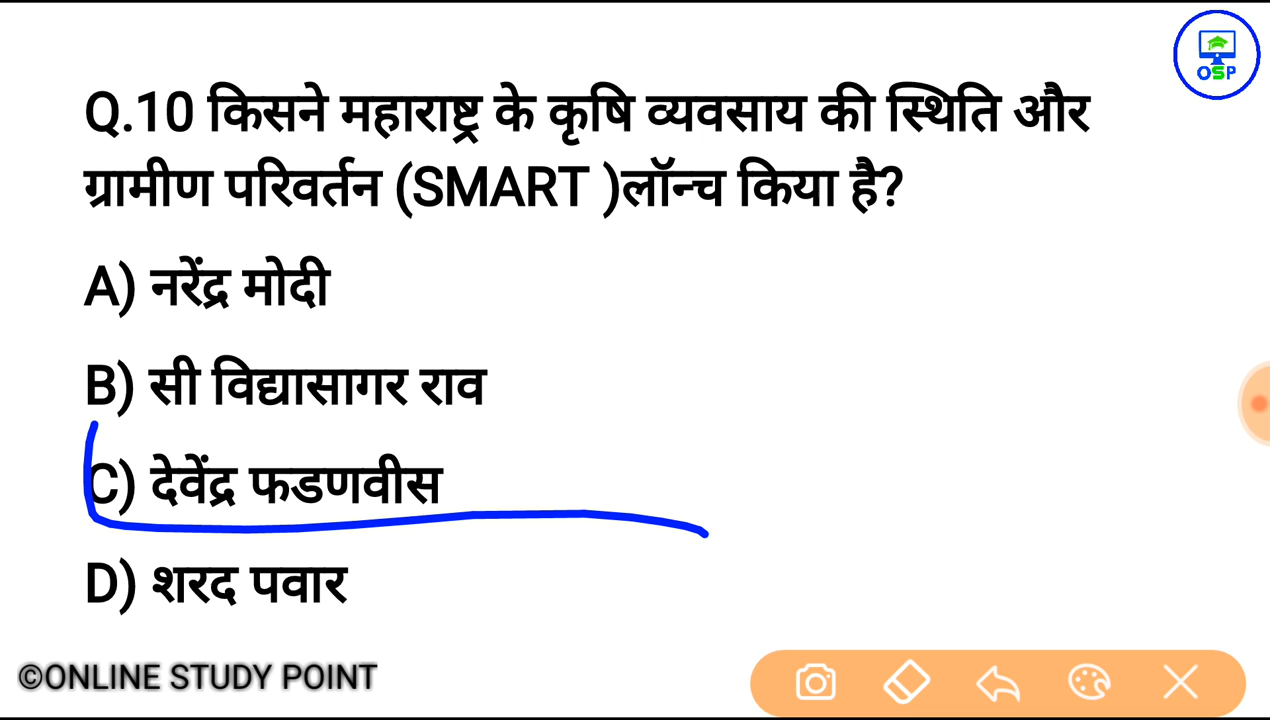 OSP
Q.10 किसने महाराष्ट्र के कृषि व्यवसाय की स्थिति और
ग्रामीण परिवर्तन (SMART )लॉन्च किया है?
A) नरेंद्र मोदी
B) सी विद्यासागर राव
C) देवेंद्र फडणवीस
D) शरद पवार
©ONLINE STUDY POINT